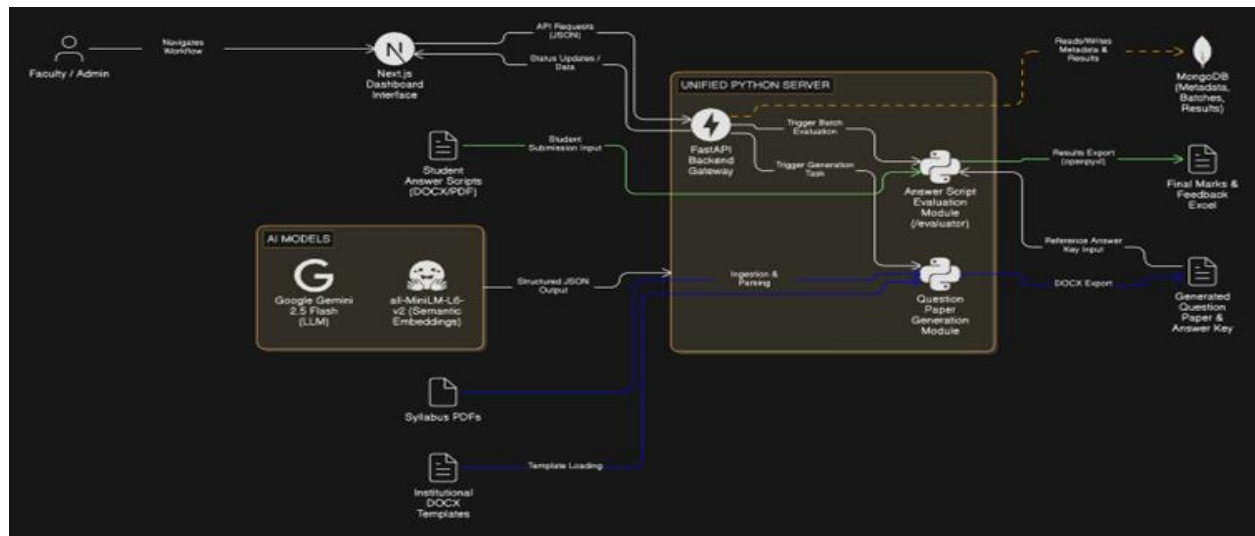 Faculty / Admin
Navigates
Workflow
Next.js
Dashboard
Interface
API Requests
(JSON)
Status Updates /
Data
Reads/Writes
Metadata &
Results
MongoDB
(Metadata,
Batches,
Results)
UNIFIED PYTHON SERVER
FastAPI
Backend
Gateway
Trigger Batch
Evaluation
Trigger Generation
Task
Student
Answer Scripts
(DOCX/PDF)
Student
Submission Input
Answer Script
Evaluation
Module
(/evaluator)
Results Export
(openpyxl)
Final Marks &
Feedback
Excel
AI MODELS
Google Gemini
2.5 Flash
(LLM)
all-MiniLM-L6-
v2 (Semantic
Embeddings)
Structured JSON
Output
Ingestion &
Parsing
Question
Paper
Generation
Module
Reference Answer
Key Input
DOCX Export
Generated
Question
Paper &
Answer Key
Syllabus PDFs
Template Loading
Institutional
DOCX
Templates